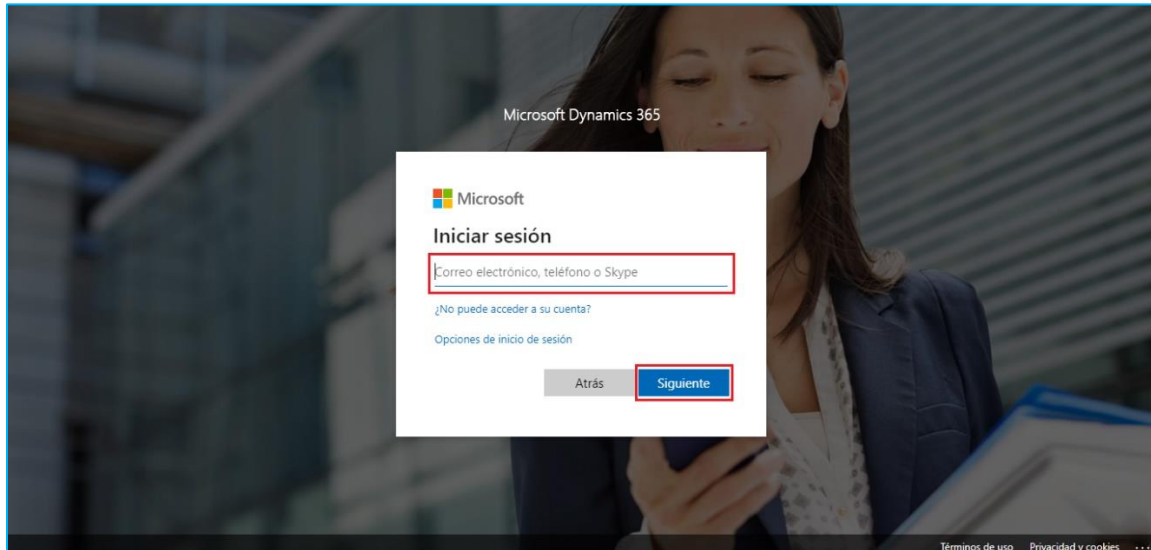 Microsoft Dynamics 365
Microsoft
Iniciar sesión
Correo electrónico, teléfono o Skype
¿No puede acceder a su cuenta?
Opciones de inicio de sesión
Atrás Siguiente
Términos de uso Privacidad y cookies ...